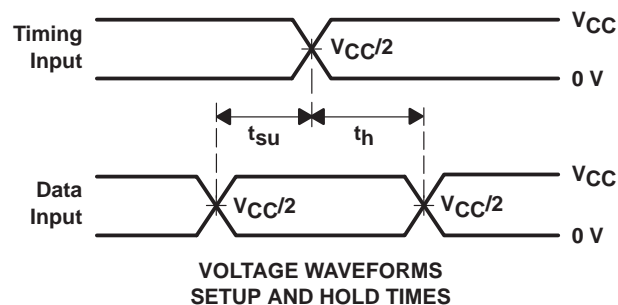 Timing
Input
VCC/2
VCC
0 V
tsu
th
Data
Input
VCC/2
VCC/2
VCC
0 V
VOLTAGE WAVEFORMS
SETUP AND HOLD TIMES